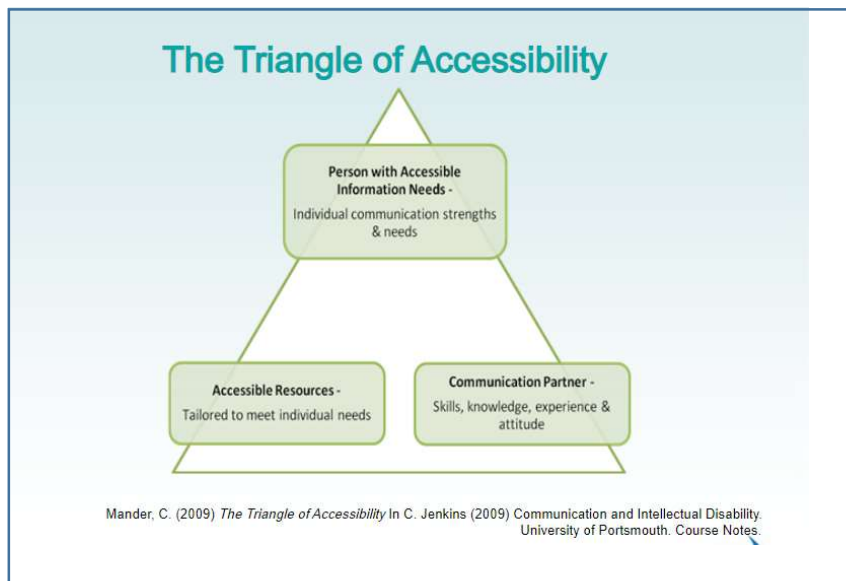 The Triangle of Accessibility
Person with Accessible
Information Needs -
Individual communication strengths
& needs
Accessible Resources -
Tailored to meet individual needs
Communication Partner -
Skills, knowledge, experience &
attitude
Mander, C. (2009) The Triangle of Accessibility In C. Jenkins (2009) Communication and Intellectual Disability.
University of Portsmouth. Course Notes.